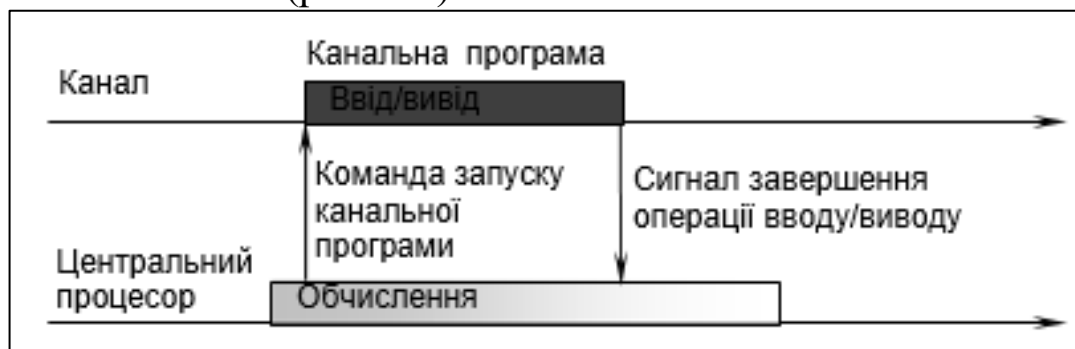 Канальна програма
Канал
Ввід/вивід
Команда запуску
канальної
програми
Сигнал завершення
операції вводу/виводу
Центральний
процесор
Обчислення